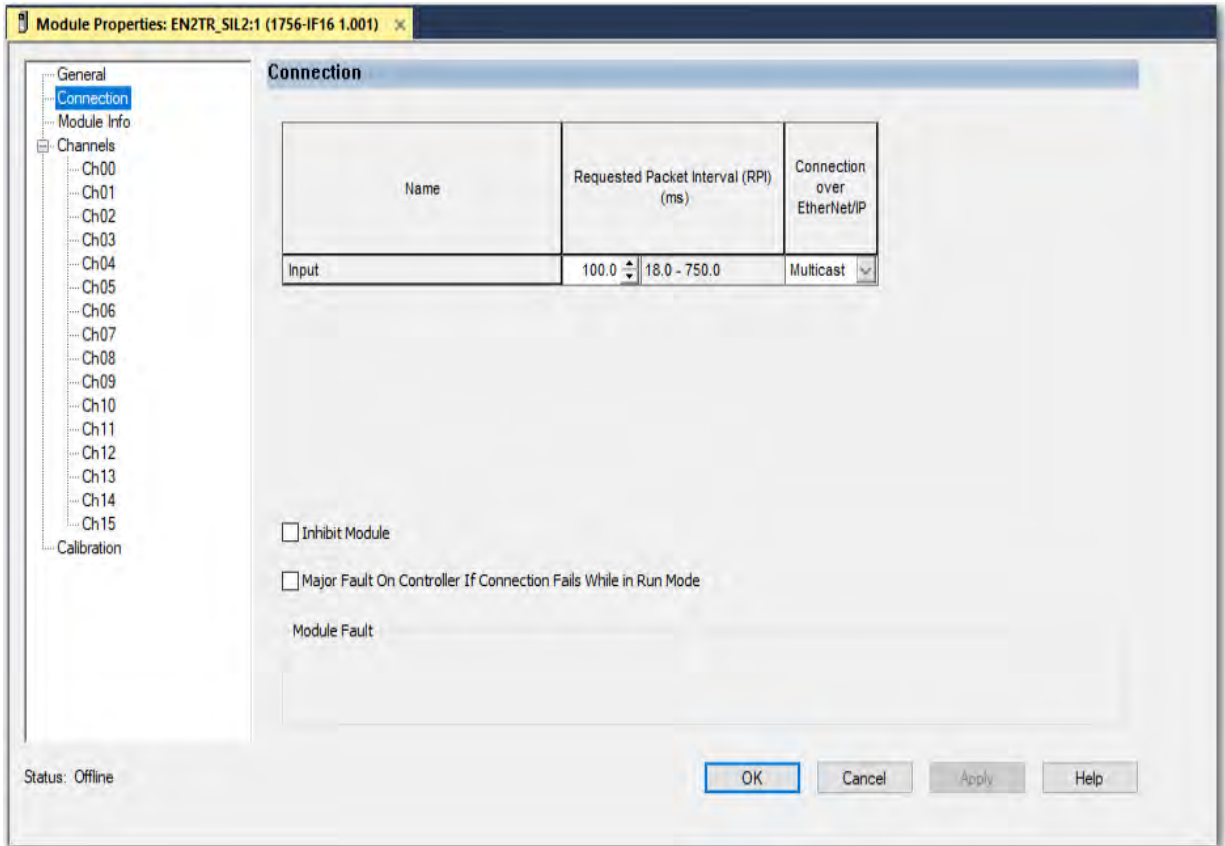 Module Properties: EN2TR_SIL2:1 (1756-IF16 1.001) ×
General
Connection
Module Info
Channels
Ch00
Ch01
Ch02
Ch03
Ch04
Ch05
Ch06
Ch07
Ch08
Ch09
Ch10
Ch11
Ch12
Ch13
Ch14
Ch15
Calibration
Connection
Name
Requested Packet Interval (RPI)
(ms)
Connection
over
EtherNet/IP
Input
100.0
18.0 - 750.0
Multicast
Inhibit Module
Major Fault On Controller If Connection Fails While in Run Mode
Module Fault
Status: Offline
OK
Cancel
Apply
Help